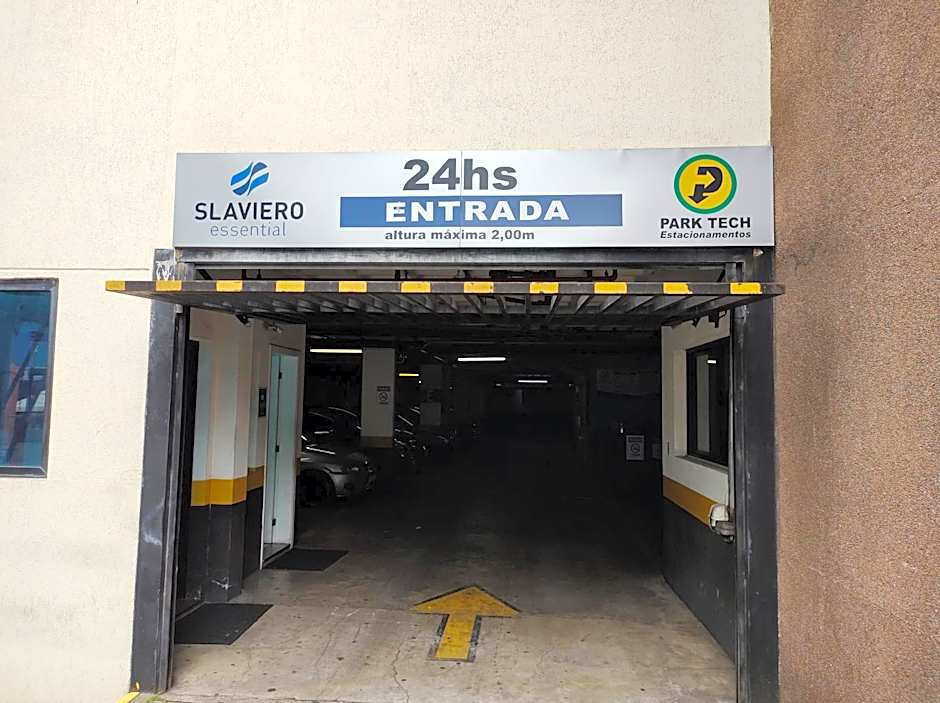 SLAVIERO
essential
24hs
ENTRADA
altura máxima 2,00m
P
PARK TECH
Estacionamentos